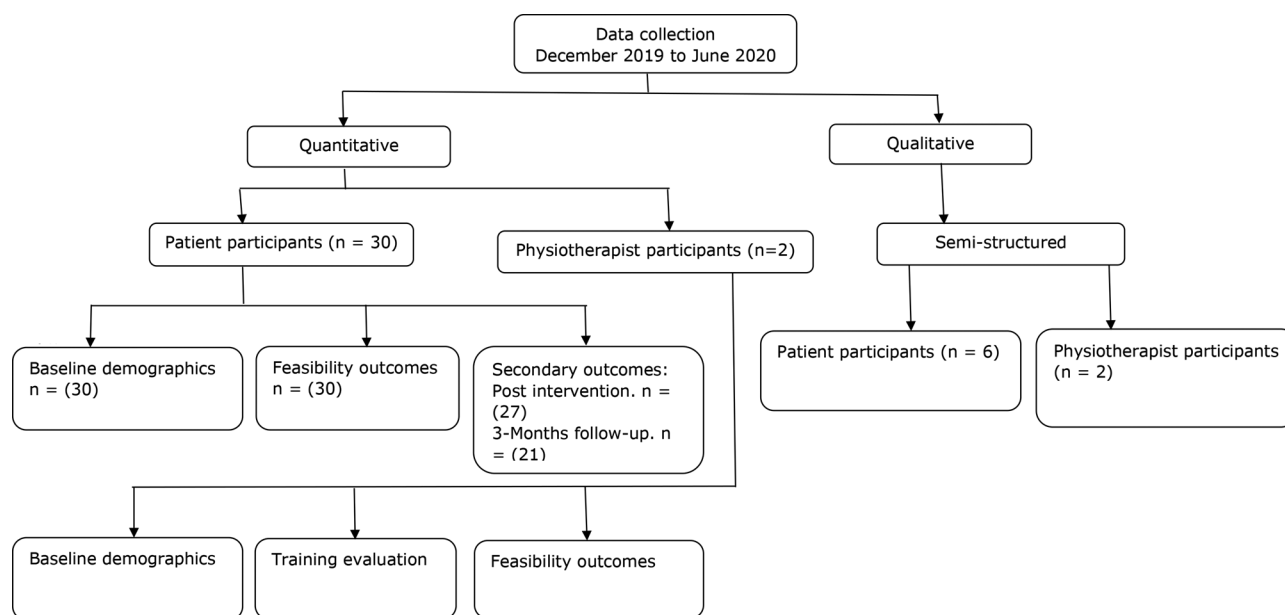 Data collection
December 2019 to June 2020
Quantitative
Qualitative
Patient participants (n = 30)
Physiotherapist participants (n=2)
Semi-structured
Baseline demographics
n = (30)
Feasibility outcomes
n = (30)
Secondary outcomes:
Post intervention. n =
(27)
3-Months follow-up. n
= (21)
Patient participants (n = 6)
Physiotherapist participants
(n = 2)
Baseline demographics
Training evaluation
Feasibility outcomes